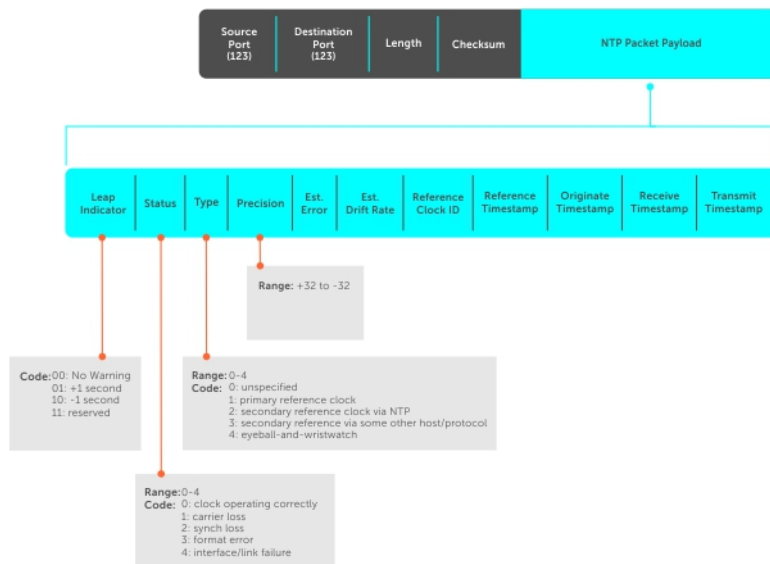 Source Port (123)
Destination Port (123)
Length
Checksum
NTP Packet Payload
Leap Indicator
Status
Type
Precision
Est. Error
Est. Drift Rate
Reference Clock ID
Reference Timestamp
Originate Timestamp
Receive Timestamp
Transmit Timestamp
Range: +32 to -32
Code:00: No Warning
01: +1 second
10: -1 second
11: reserved
Range:0-4
Code: 0: unspecified
1: primary reference clock
2: secondary reference clock via NTP
3: secondary reference via some other host/protocol
4: eyeball-and-wristwatch
Range:0-4
Code: 0: clock operating correctly
1: carrier loss
2: synch loss
3: format error
4: interface/link failure